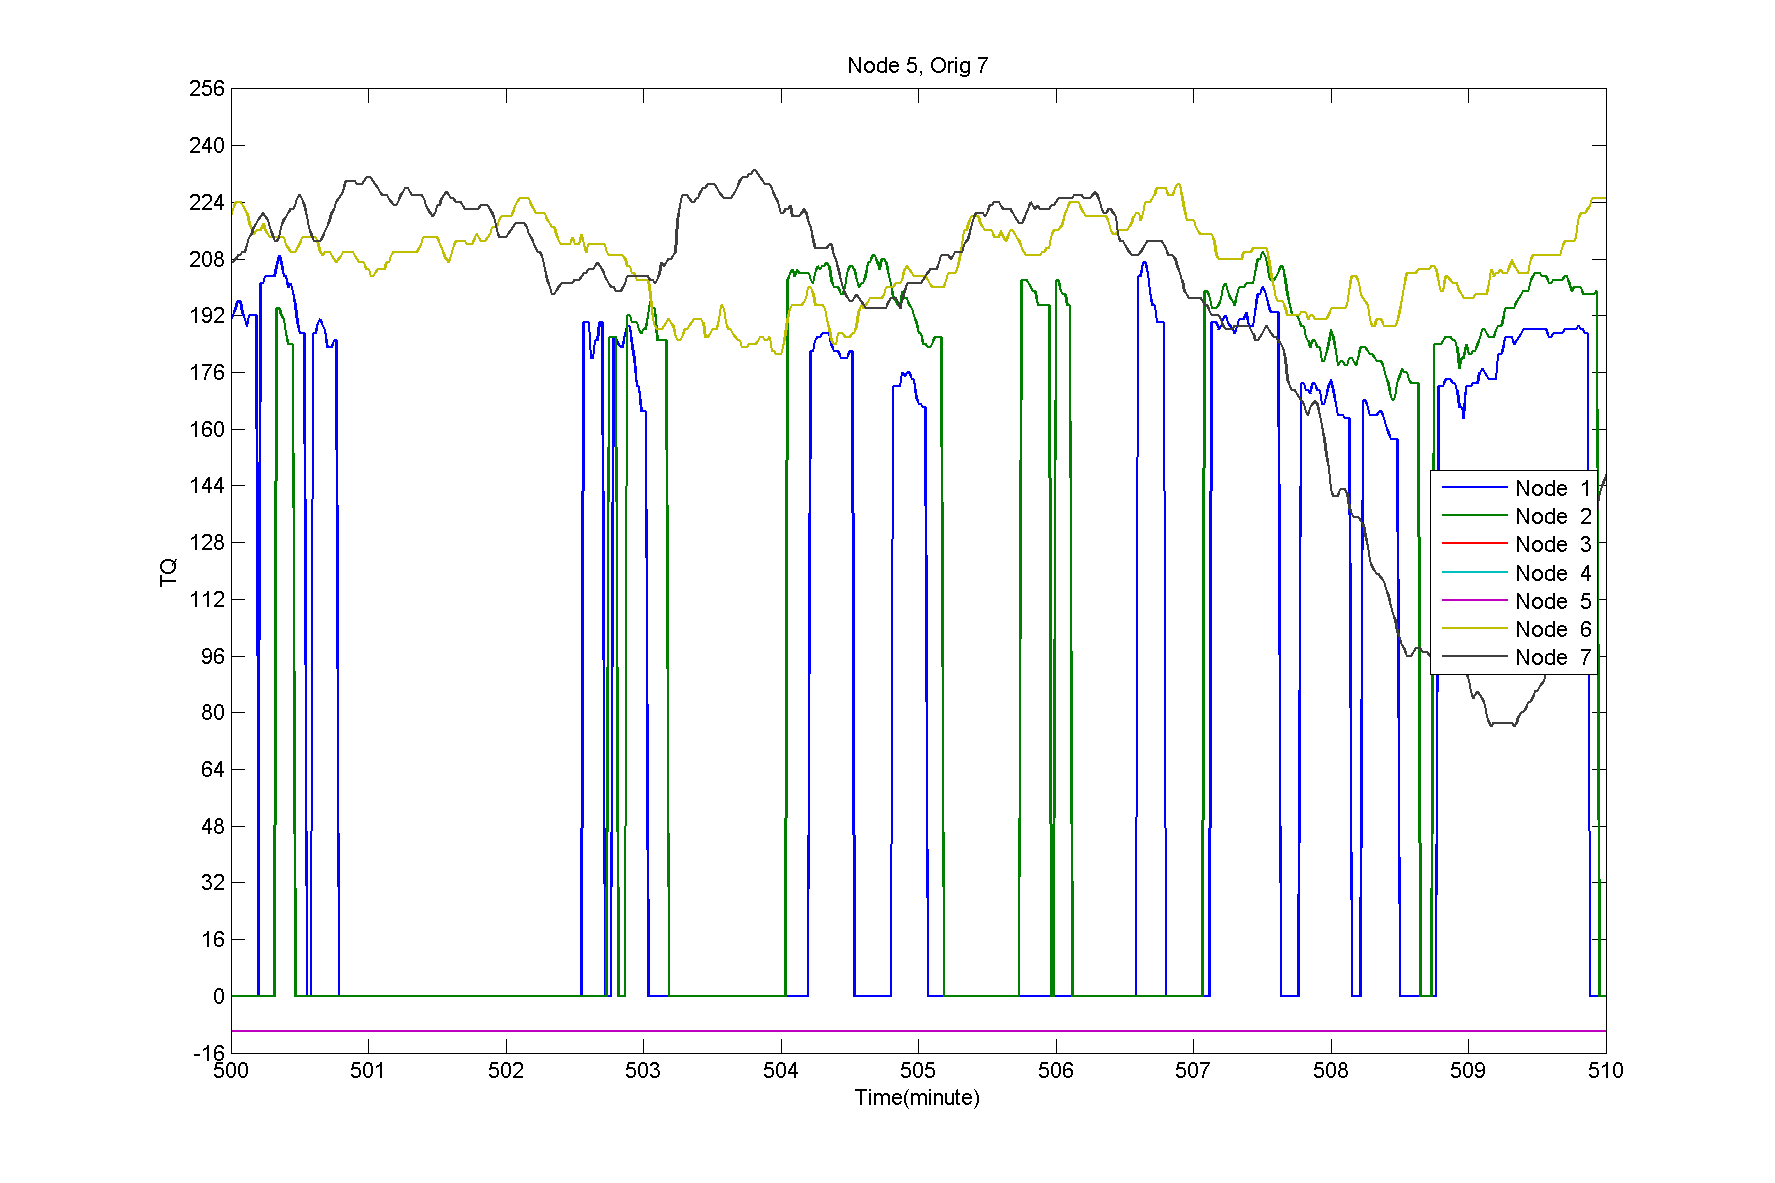 Node 5, Orig 7
256
240
224
208
192
176
160
144
128
112
96
80
64
48
32
16
0
-16
TQ
Node 1
Node 2
Node 3
Node 4
Node 5
Node 6
Node 7
500 501 502 503 504 505 506 507 508 509 510
Time(minute)